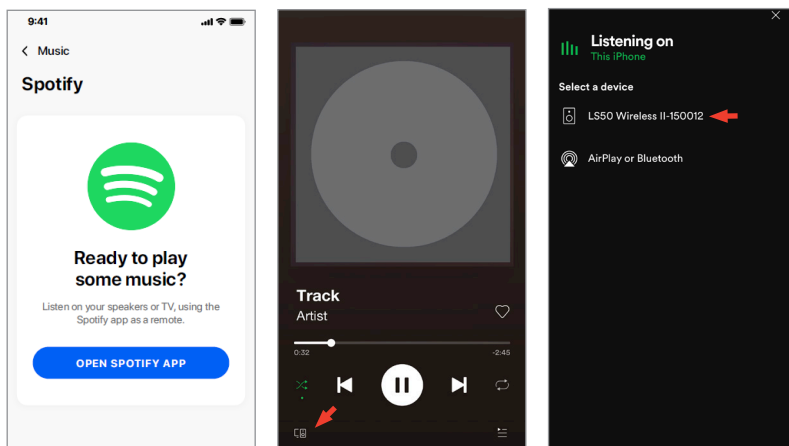 9:41
Music
Spotify
Ready to play
some music?
Listen on your speakers or TV, using the
Spotify app as a remote.
OPEN SPOTIFY APP
Track
Artist
0:32
-2:45
Listening on
This iPhone
Select a device
LS50 Wireless II-150012
AirPlay or Bluetooth